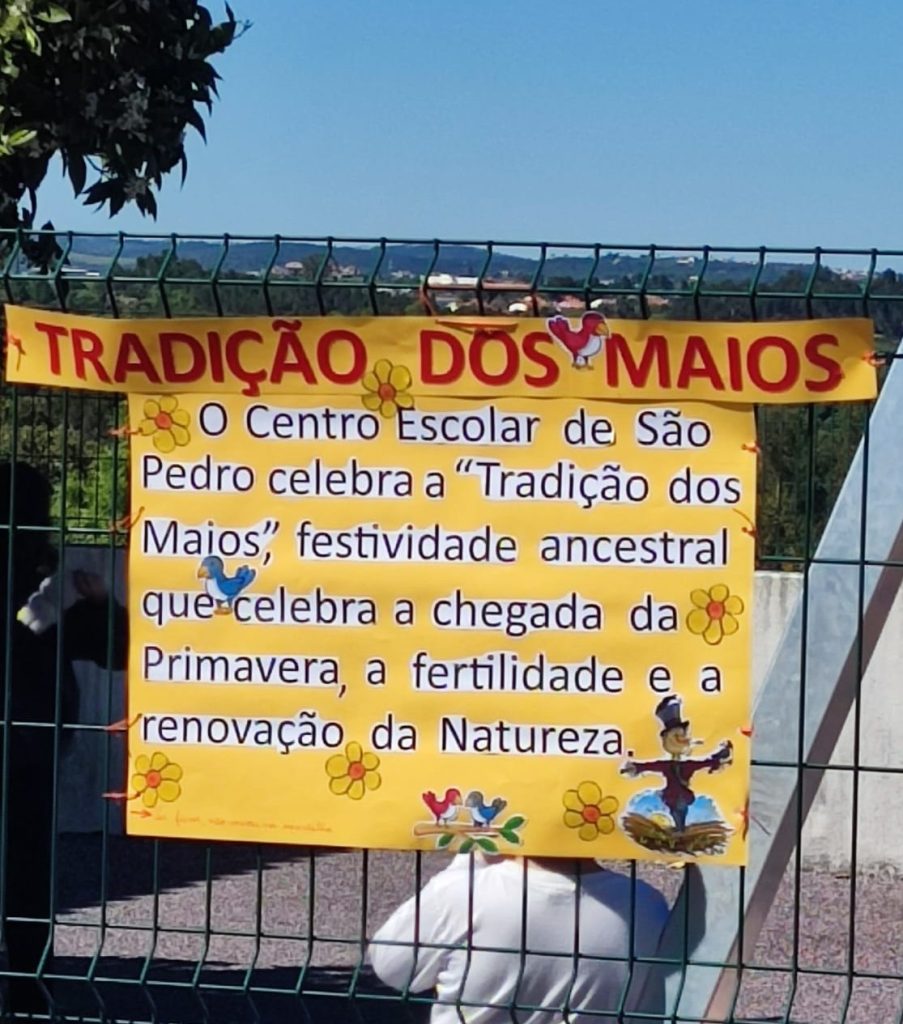 TRADIÇÃO DOS MAIOS
O Centro Escolar de São
Pedro celebra a “Tradição dos
Maios”, festividade ancestral
que celebra a chegada da
Primavera, a fertilidade e a
renovação da Natureza.